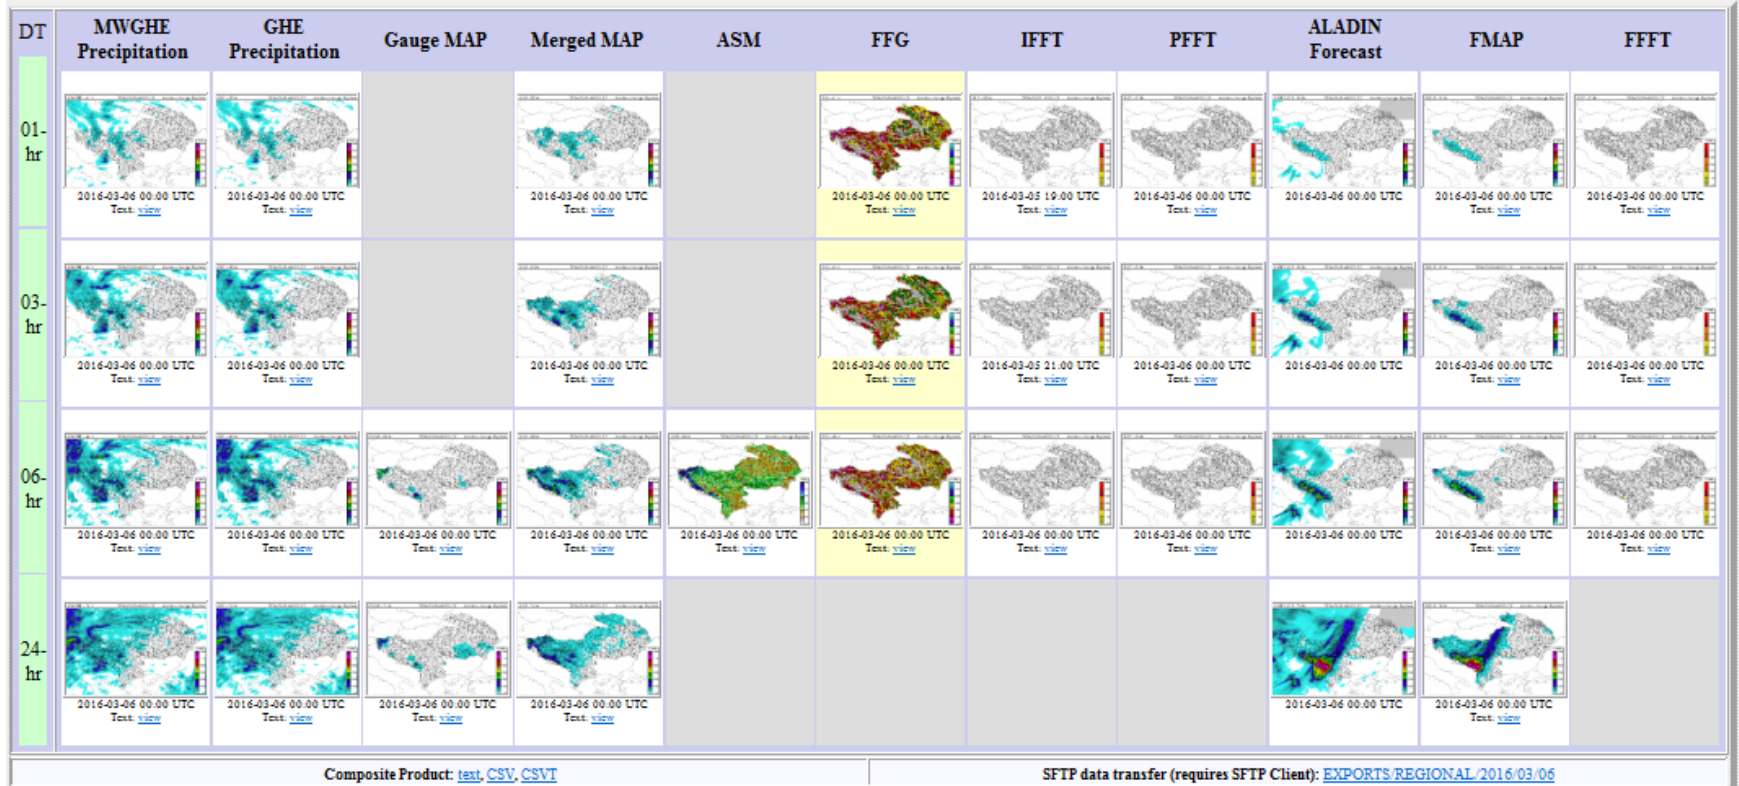 DT
MWGHE
Precipitation
GHE
Precipitation
Gauge MAP
Merged MAP
ASM
FFG
IFFT
PFFT
ALADIN
Forecast
FMAP
FFFT
01-
hr
2016-03-06 00:00 UTC
Text: view
2016-03-06 00:00 UTC
Text: view
2016-03-06 00:00 UTC
Text: view
2016-03-06 00:00 UTC
Text: view
2016-03-05 19:00 UTC
Text: view
2016-03-06 00:00 UTC
Text: view
2016-03-06 00:00 UTC
2016-03-06 00:00 UTC
Text: view
2016-03-06 00:00 UTC
Text: view
03-
hr
2016-03-06 00:00 UTC
Text: view
2016-03-06 00:00 UTC
Text: view
2016-03-06 00:00 UTC
Text: view
2016-03-06 00:00 UTC
Text: view
2016-03-05 21:00 UTC
Text: view
2016-03-06 00:00 UTC
Text: view
2016-03-06 00:00 UTC
2016-03-06 00:00 UTC
Text: view
2016-03-06 00:00 UTC
Text: view
06-
hr
2016-03-06 00:00 UTC
Text: view
2016-03-06 00:00 UTC
Text: view
2016-03-06 00:00 UTC
Text: view
2016-03-06 00:00 UTC
Text: view
2016-03-06 00:00 UTC
Text: view
2016-03-06 00:00 UTC
Text: view
2016-03-06 00:00 UTC
Text: view
2016-03-06 00:00 UTC
Text: view
2016-03-06 00:00 UTC
2016-03-06 00:00 UTC
Text: view
2016-03-06 00:00 UTC
Text: view
24-
hr
2016-03-06 00:00 UTC
Text: view
2016-03-06 00:00 UTC
Text: view
2016-03-06 00:00 UTC
Text: view
2016-03-06 00:00 UTC
Text: view
2016-03-06 00:00 UTC
2016-03-06 00:00 UTC
Text: view
Composite Product: text, CSV, CSVT
SFTP data transfer (requires SFTP Client): EXPORTS/REGIONAL/2016/03/06